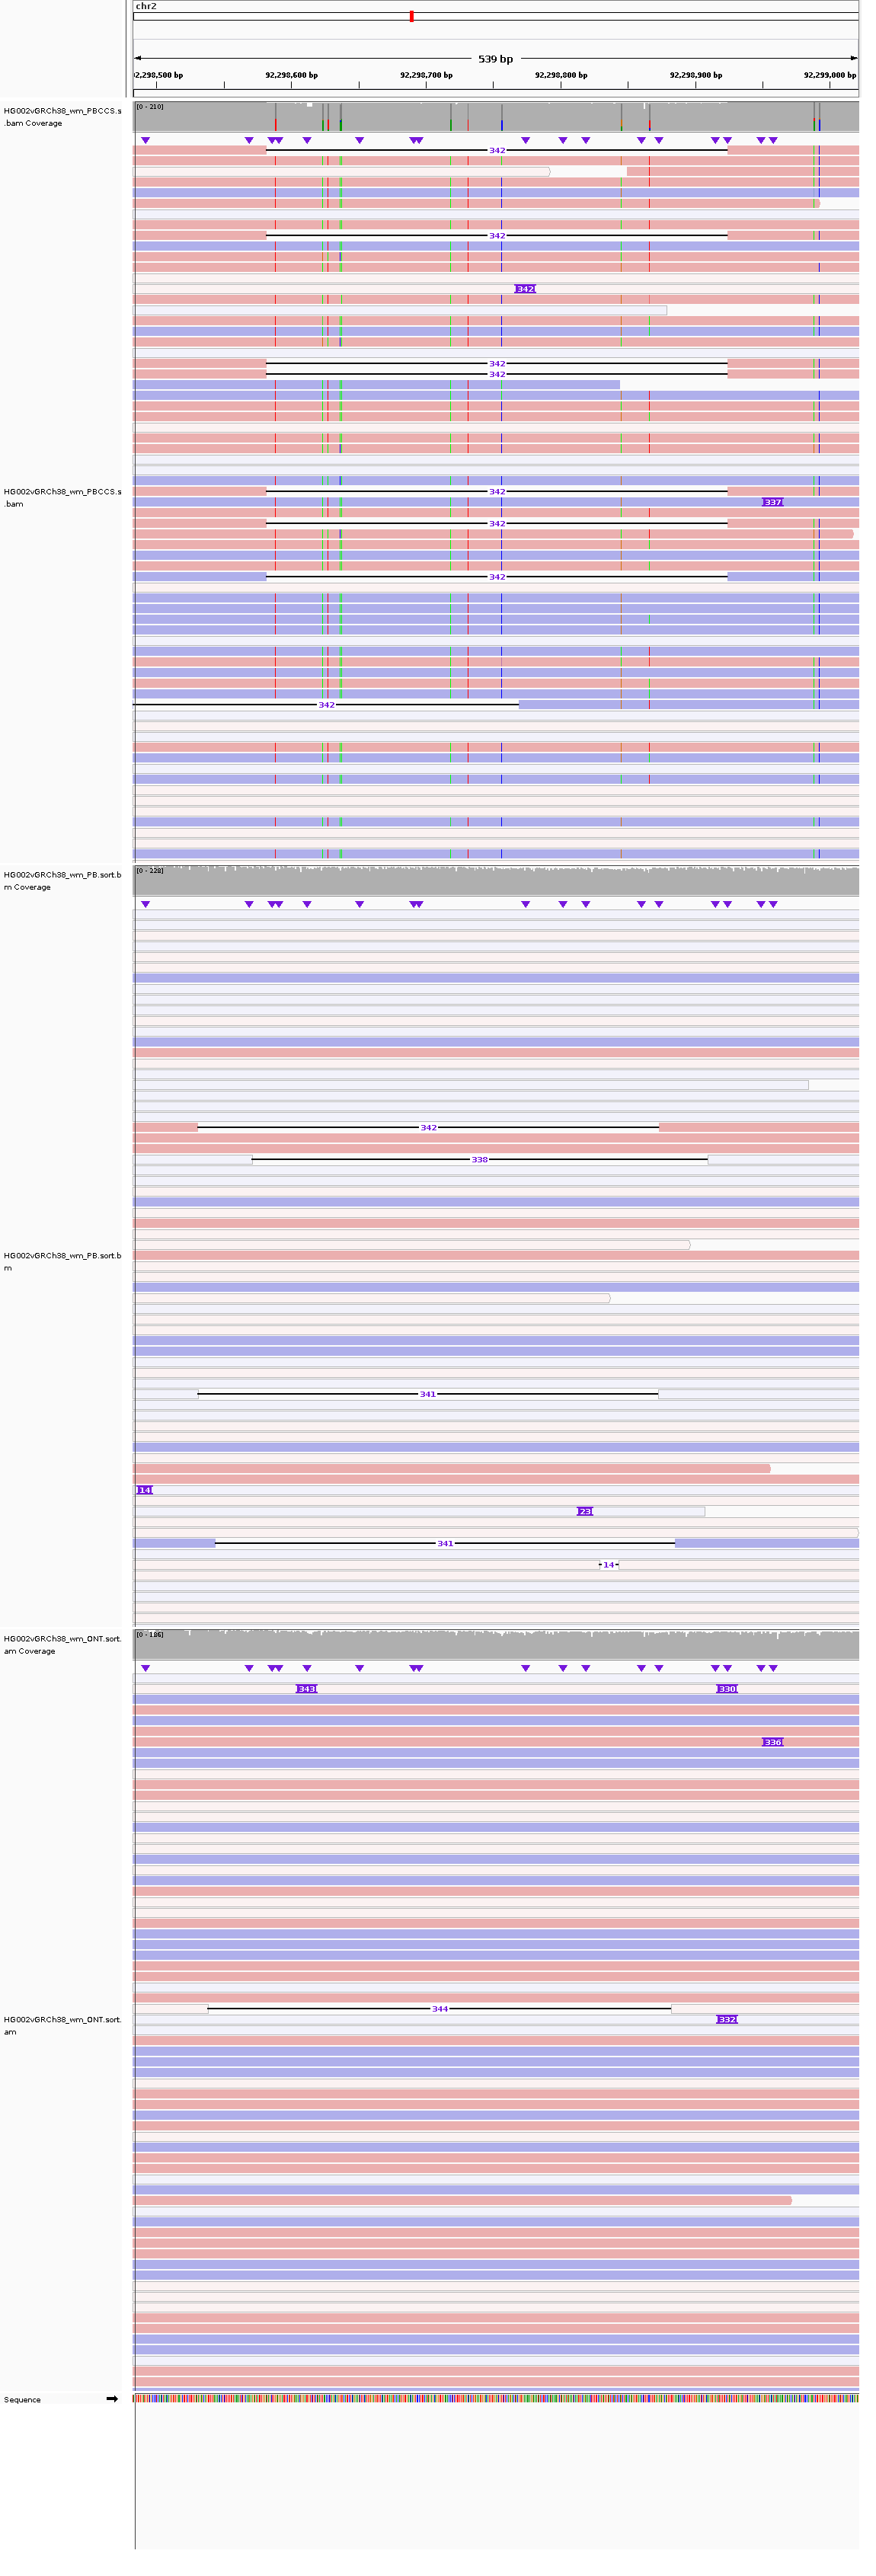 chr2
539 bp
92,298,500 bp 92,298,600 bp 92,298,700 bp 92,298,800 bp 92,298,900 bp 92,299,000 bp
HG002vGRCh38_wm_PBCCS.s
.bam Coverage
[0 - 210]
342
342
342
342
342
HG002vGRCh38_wm_PBCCS.s
.bam
342
337
342
342
342
HG002vGRCh38_wm_PB.sort.b
m Coverage
[0 - 228]
342
338
HG002vGRCh38_wm_PB.sort.b
m
341
14
23
341
14
HG002vGRCh38_wm_ONT.sort.
am Coverage
[0 - 186]
343 330
336
344
HG002vGRCh38_wm_ONT.sort.
am
332
Sequence